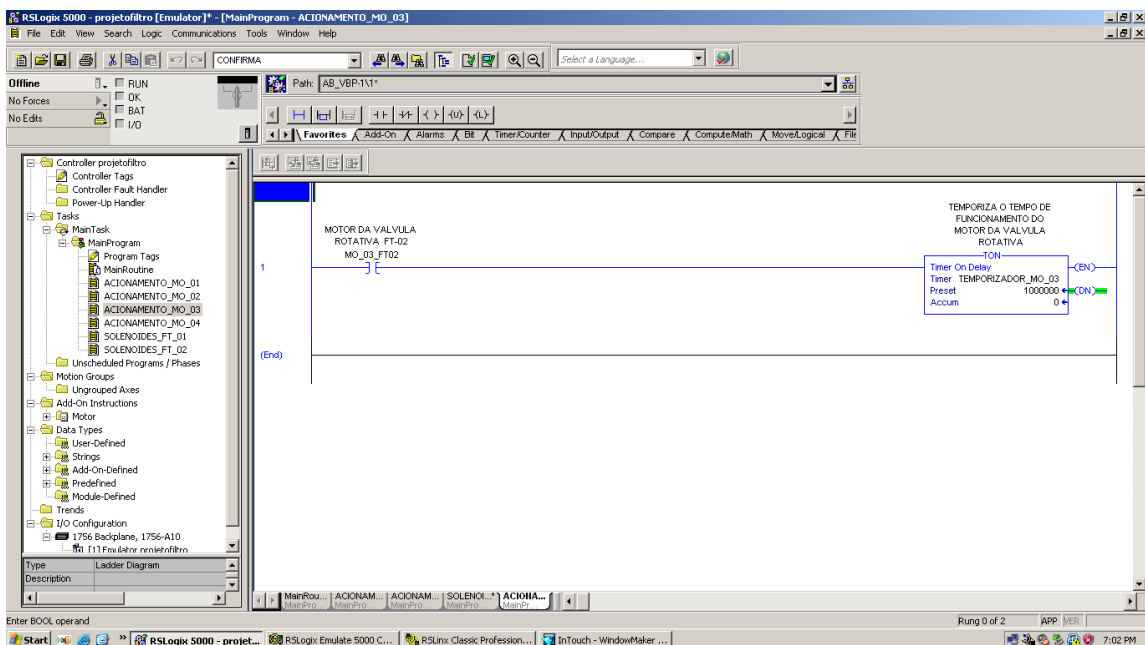 RSLogix 5000 - projetofiltro [Emulator]* - [MainProgram - ACIONAMENTO_MO_03]
File Edit View Search Logic Communications Tools Window Help
CONFIRMA
Select a Language...
Offline
RUN
No Forces
OK
No Edits
BAT
I/O
Path: AB_VBP-1\1*
Favorites Add-On Alarms Bit Timer/Counter Input/Output Compare Compute/Math Move/Logical File
Controller projetofiltro
Controller Tags
Controller Fault Handler
Power-Up Handler
Tasks
MainTask
MainProgram
Program Tags
MainRoutine
ACIONAMENTO_MO_01
ACIONAMENTO_MO_02
ACIONAMENTO_MO_03
ACIONAMENTO_MO_04
SOLENOIDES_FT_01
SOLENOIDES_FT_02
Unscheduled Programs / Phases
Motion Groups
Ungrouped Axes
Add-On Instructions
Motor
Data Types
User-Defined
Strings
Add-On-Defined
Predefined
Module-Defined
Trends
I/O Configuration
1756 Backplane, 1756-A10
[1] Emulator projetofiltro
Type Ladder Diagram
Description
MOTOR DA VALVULA
ROTATIVA FT-02
MO_03_FT02
1
TEMPORIZA O TEMPO DE
FUNCIONAMENTO DO
MOTOR DA VALVULA
ROTATIVA
TON
Timer On Delay
(EN)
Timer TEMPORIZADOR_MO_03
Preset 1000000
(DN)
Accum 0
(End)
MainRou... ACIONAM... ACIONAM... SOLENOI...* ACIONA...
MainPro... MainPro... MainPro... MainPro... MainPr...
Enter BOOL operand
Rung 0 of 2 APP VER
Start » RSLogix 5000 - projet... RSLogix Emulate 5000 C... RSLinx Classic Profession... InTouch - WindowMaker ... 7:02 PM